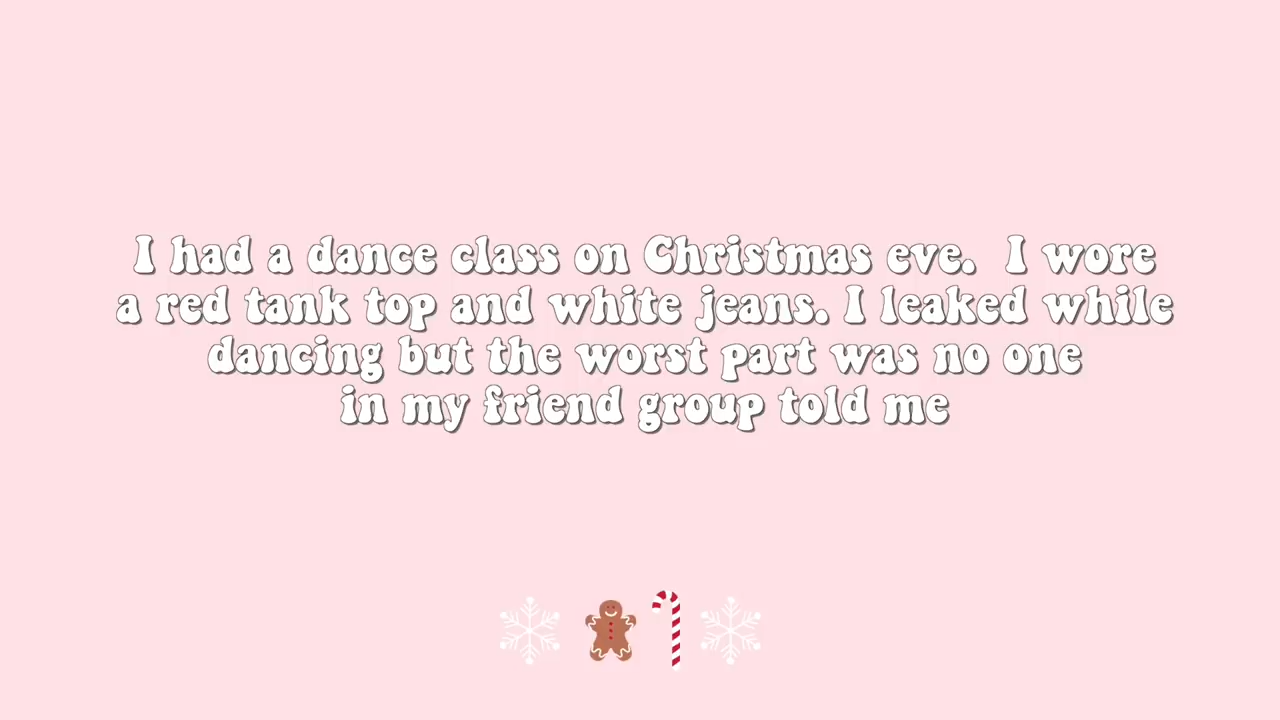 I had a dance class on Christmas eve.  I wore
a red tank top and white jeans. I leaked while
dancing but the worst part was no one
in my friend group told me